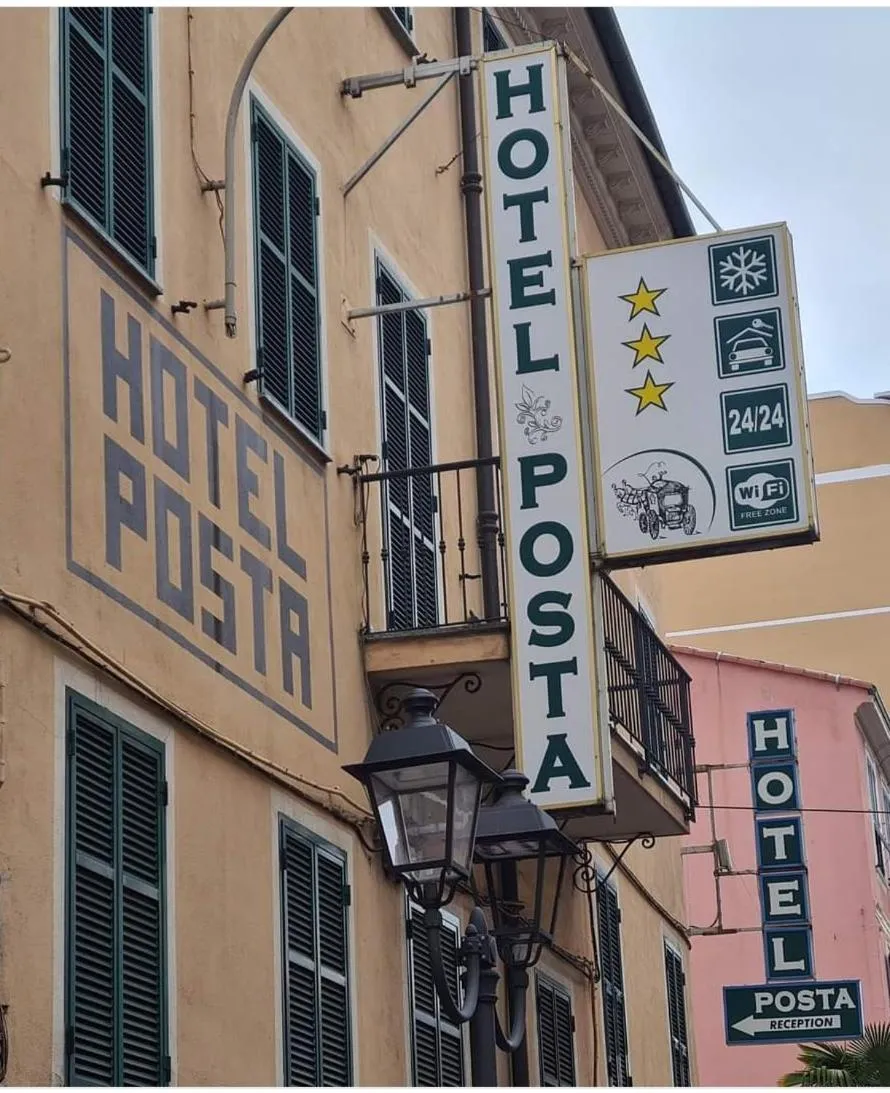 HOTEL
POSTA
HOTEL POSTA
24/24
WiFi
FREE ZONE
HOTEL
POSTA
RECEPTION